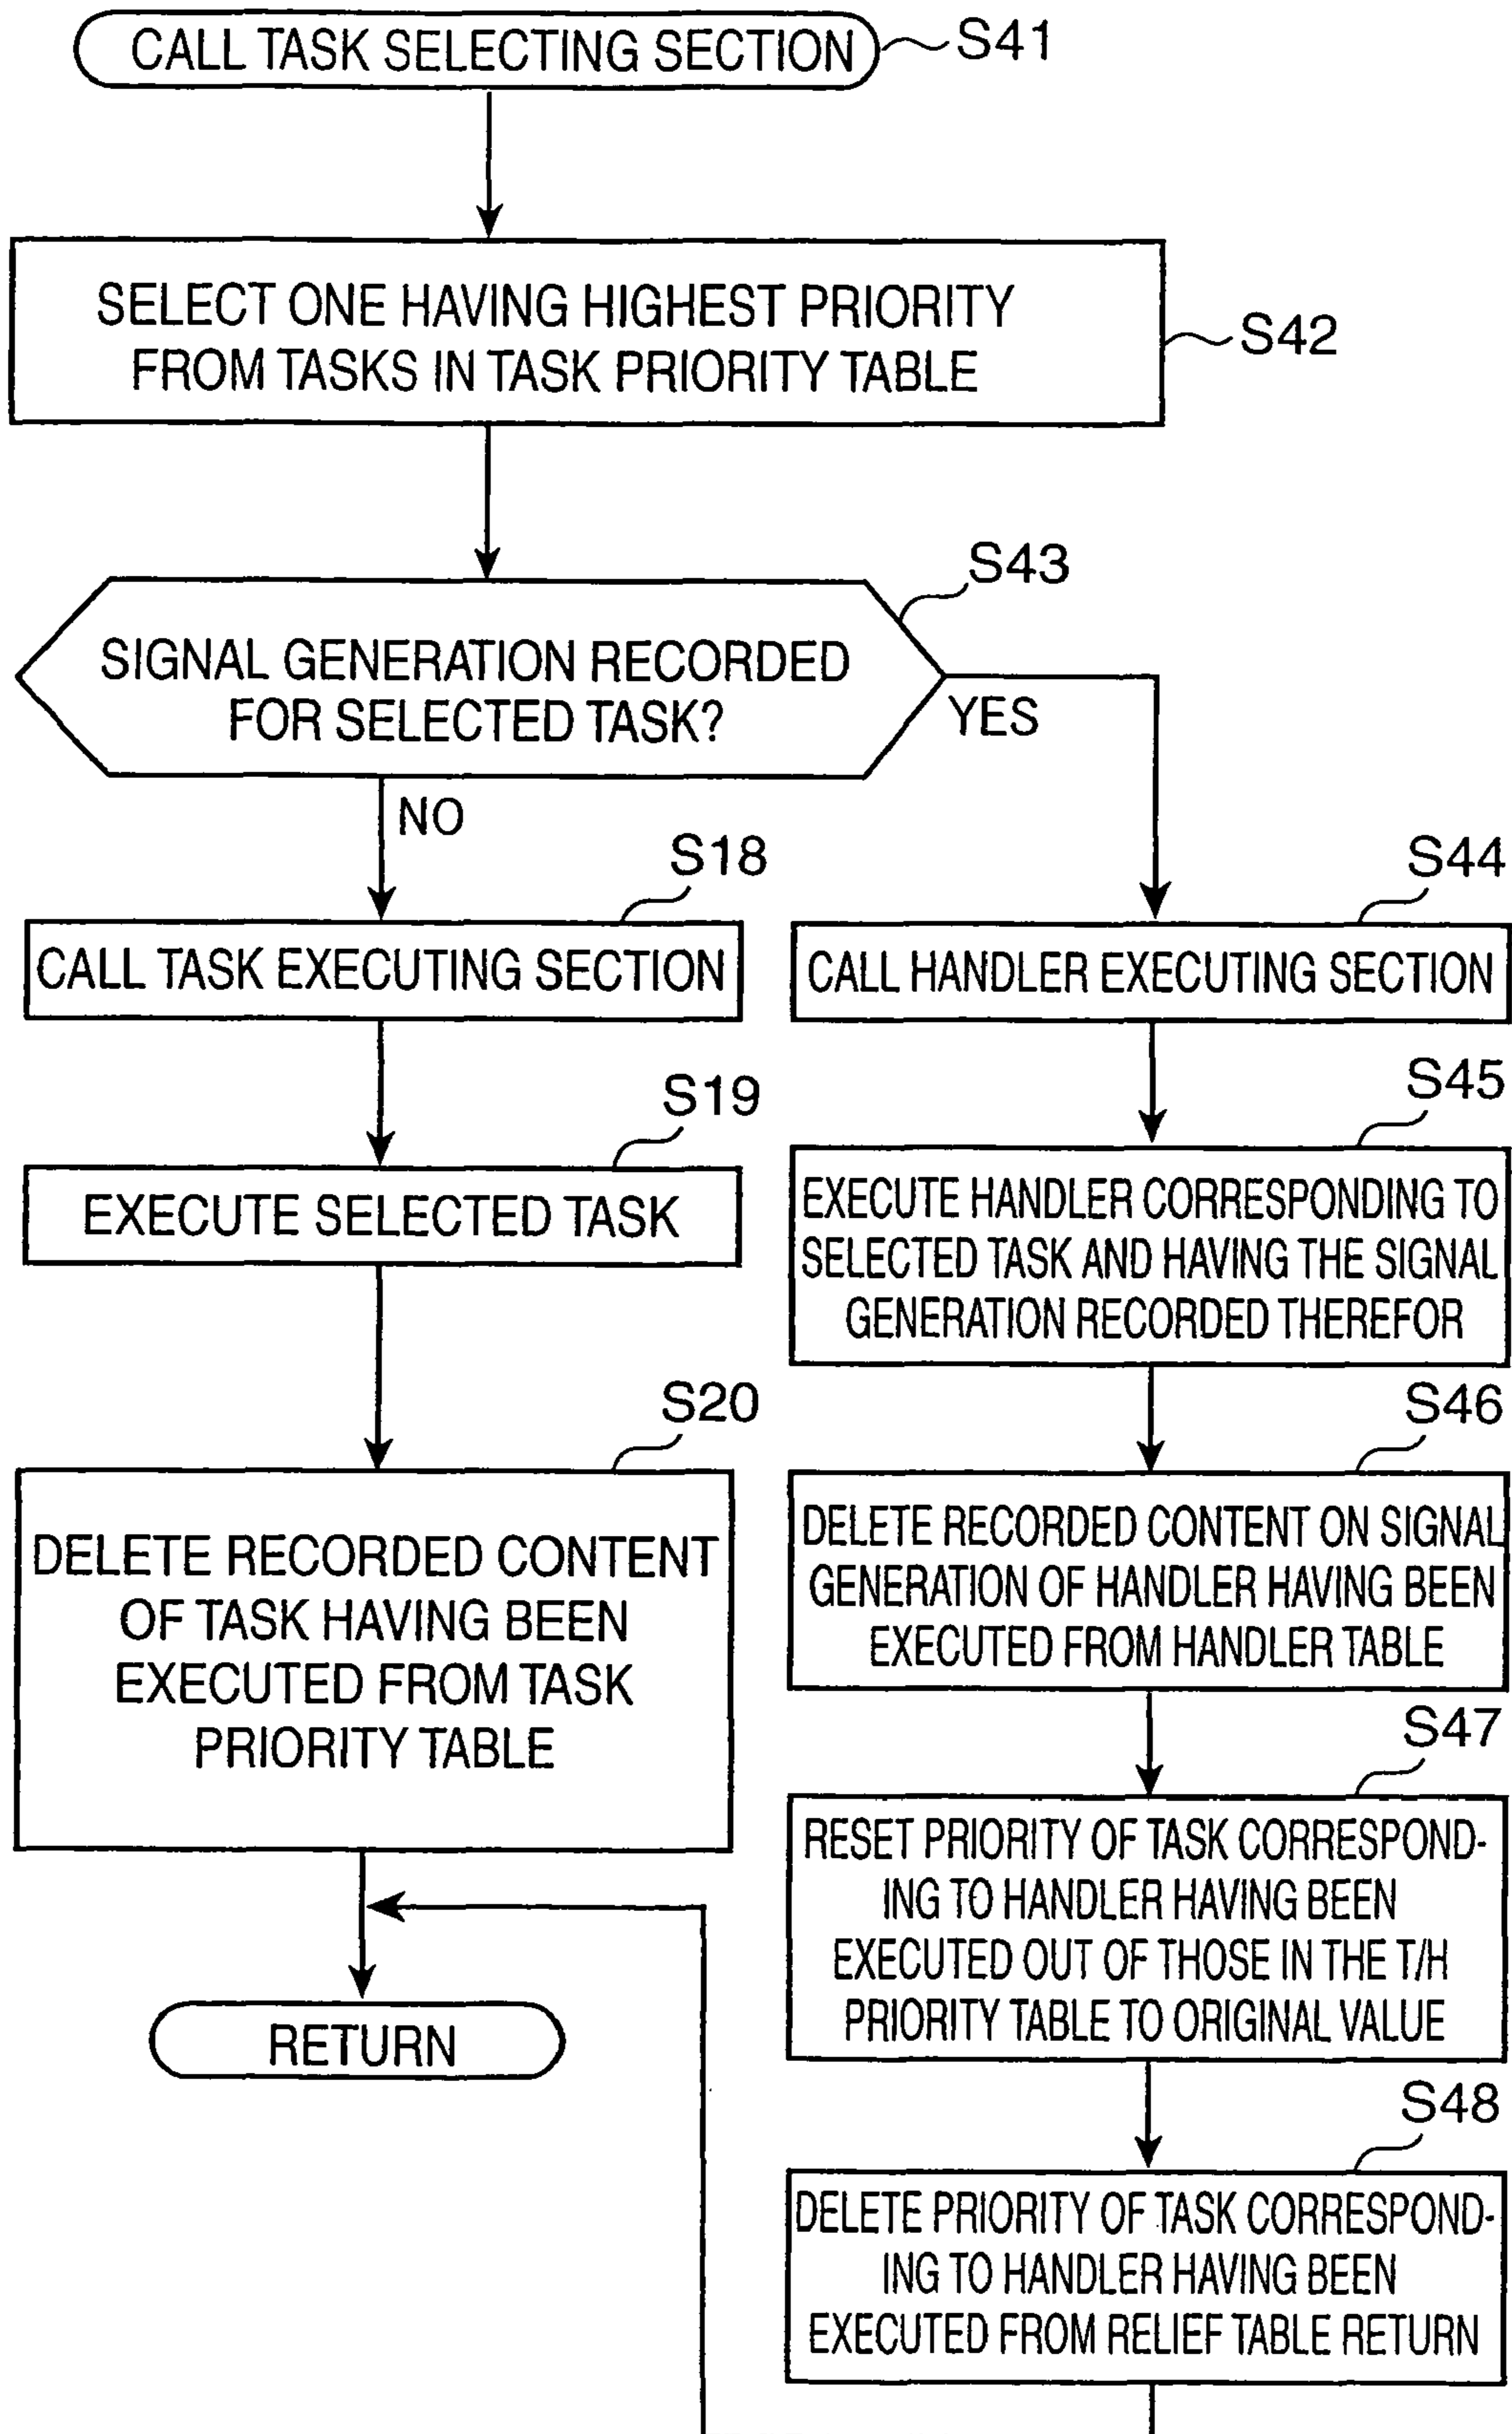 CALL TASK SELECTING SECTION
S41
SELECT ONE HAVING HIGHEST PRIORITY
FROM TASKS IN TASK PRIORITY TABLE
S42
S43
SIGNAL GENERATION RECORDED
FOR SELECTED TASK?
YES
NO
S18
CALL TASK EXECUTING SECTION
S19
EXECUTE SELECTED TASK
S20
DELETE RECORDED CONTENT
OF TASK HAVING BEEN
EXECUTED FROM TASK
PRIORITY TABLE
RETURN
S44
CALL HANDLER EXECUTING SECTION
S45
EXECUTE HANDLER CORRESPONDING TO
SELECTED TASK AND HAVING THE SIGNAL
GENERATION RECORDED THEREFOR
S46
DELETE RECORDED CONTENT ON SIGNAL
GENERATION OF HANDLER HAVING BEEN
EXECUTED FROM HANDLER TABLE
S47
RESET PRIORITY OF TASK CORRESPOND-
ING TO HANDLER HAVING BEEN
EXECUTED OUT OF THOSE IN THE T/H
PRIORITY TABLE TO ORIGINAL VALUE
S48
DELETE PRIORITY OF TASK CORRESPOND-
ING TO HANDLER HAVING BEEN
EXECUTED FROM RELIEF TABLE RETURN